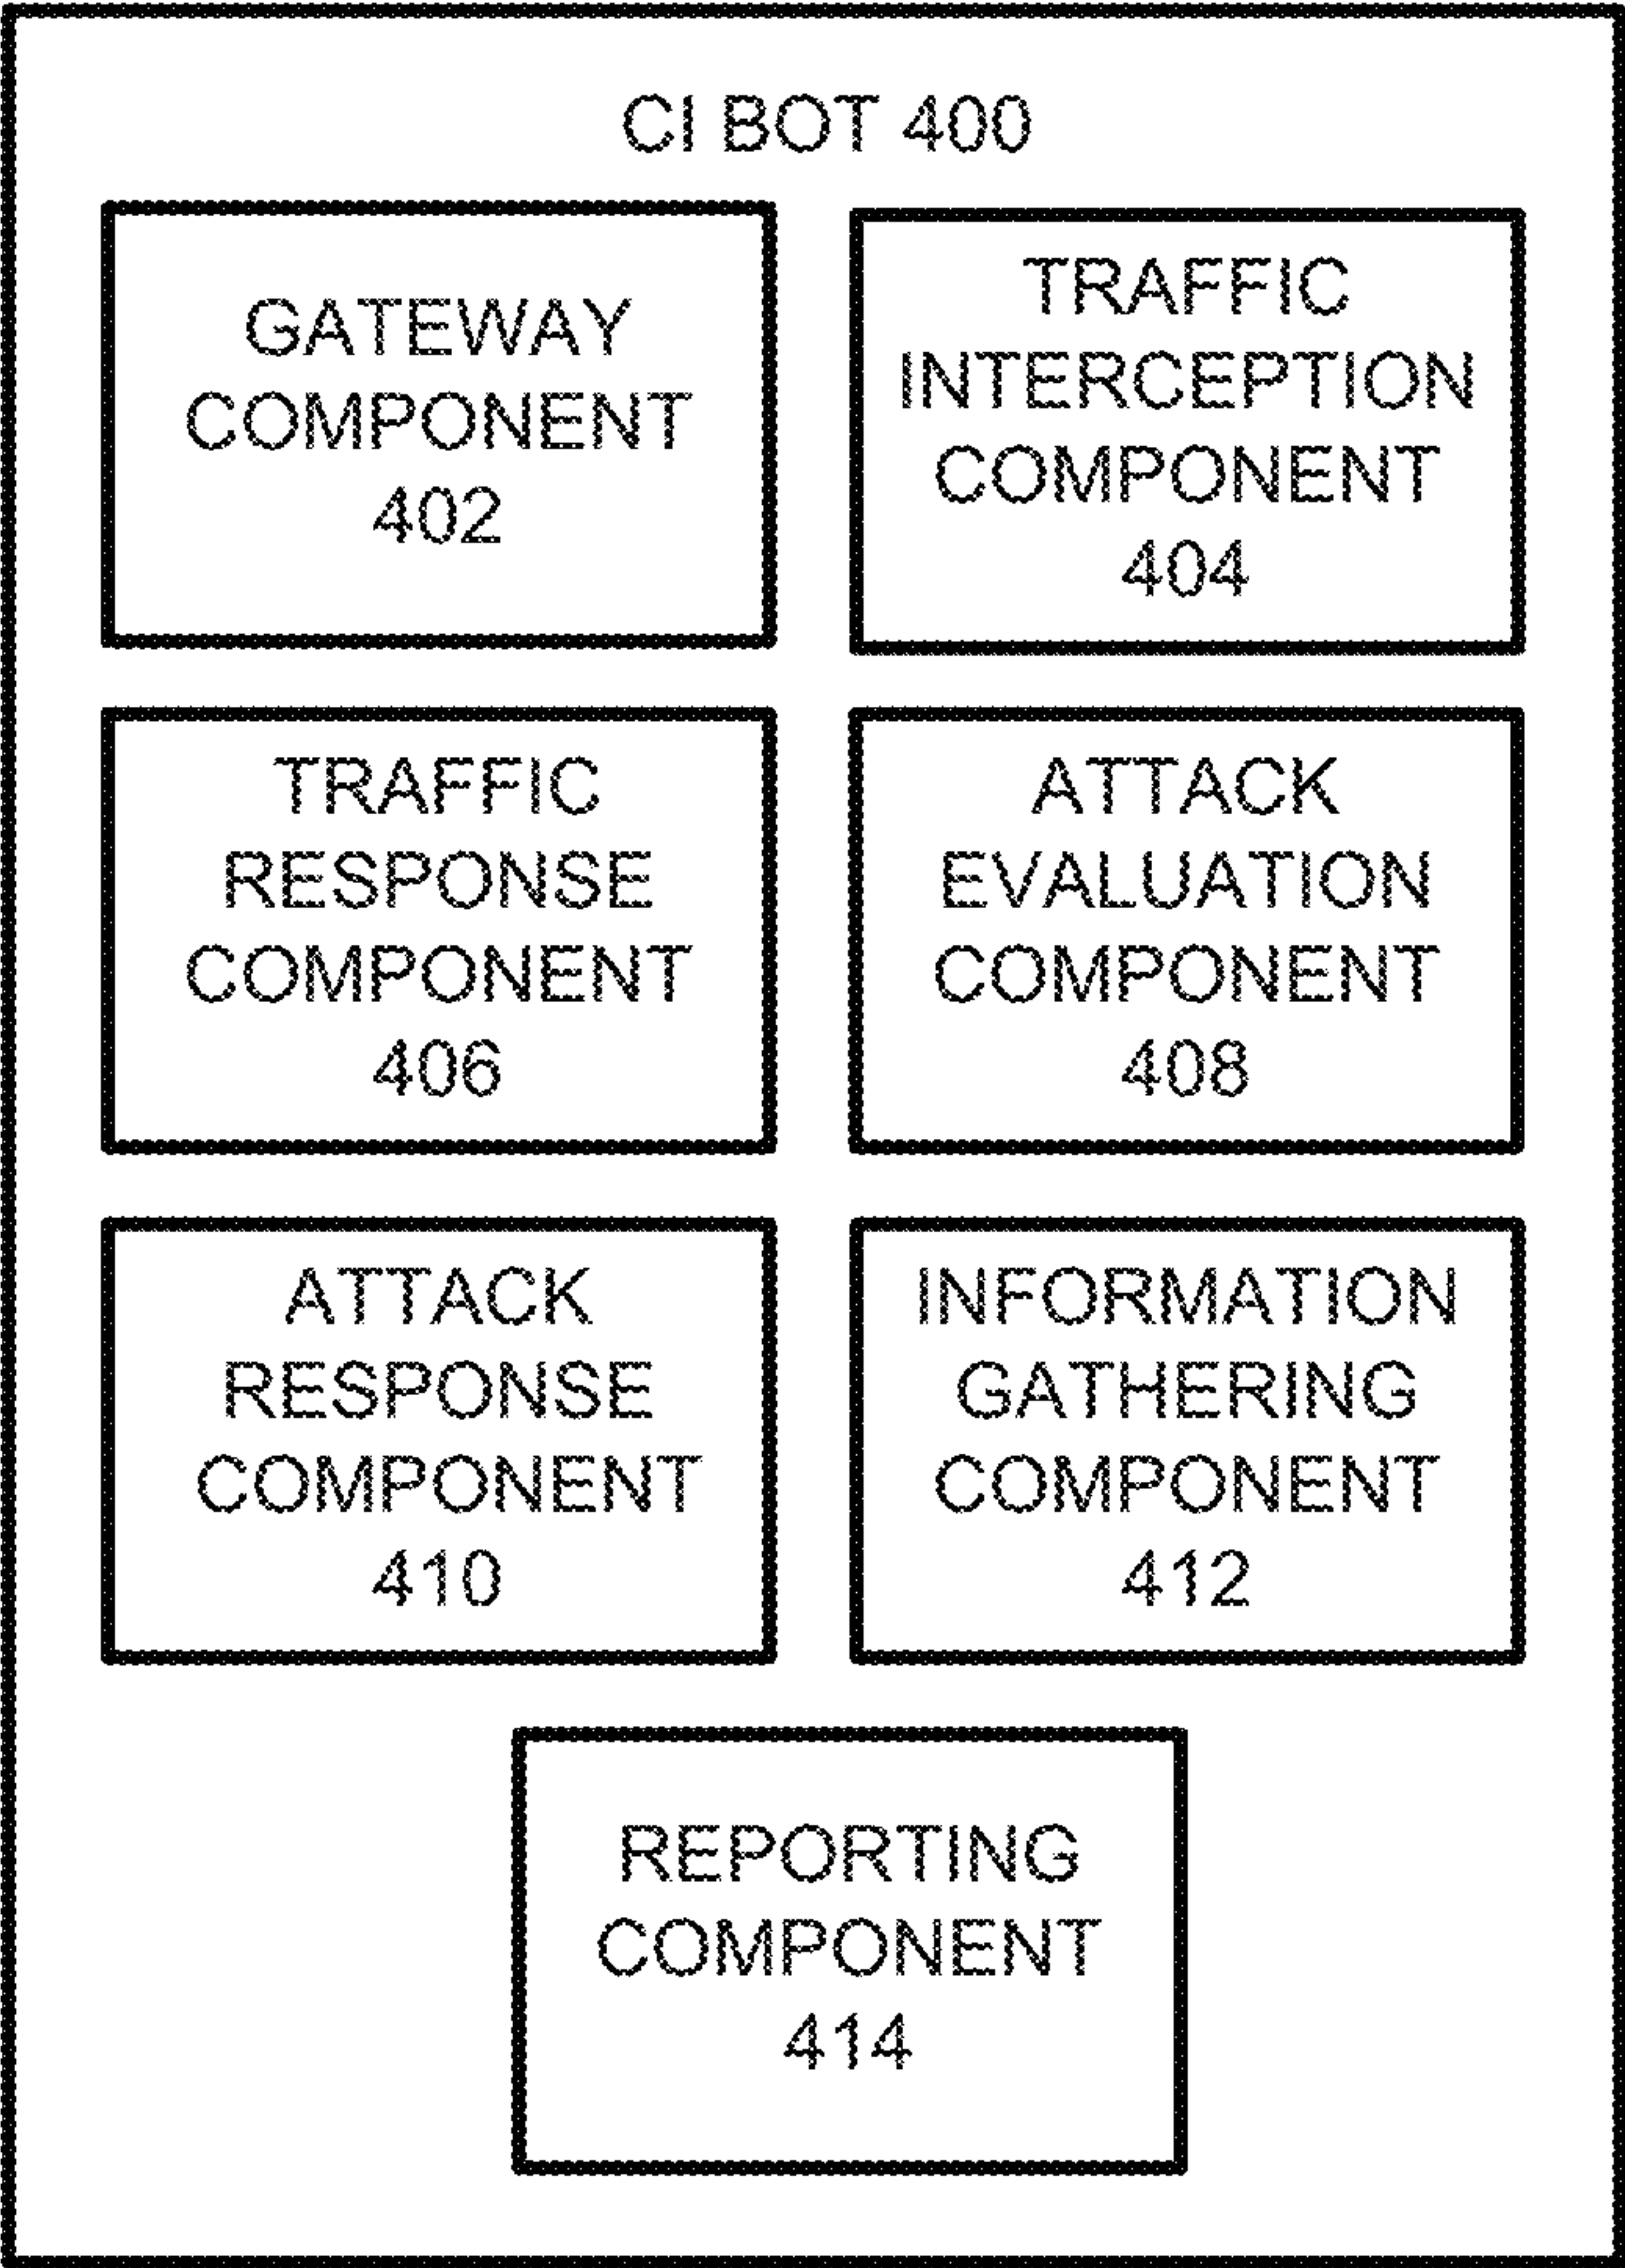 CI BOT 400
GATEWAY
COMPONENT
402
TRAFFIC
INTERCEPTION
COMPONENT
404
TRAFFIC
RESPONSE
COMPONENT
406
ATTACK
EVALUATION
COMPONENT
408
ATTACK
RESPONSE
COMPONENT
410
INFORMATION
GATHERING
COMPONENT
412
REPORTING
COMPONENT
414